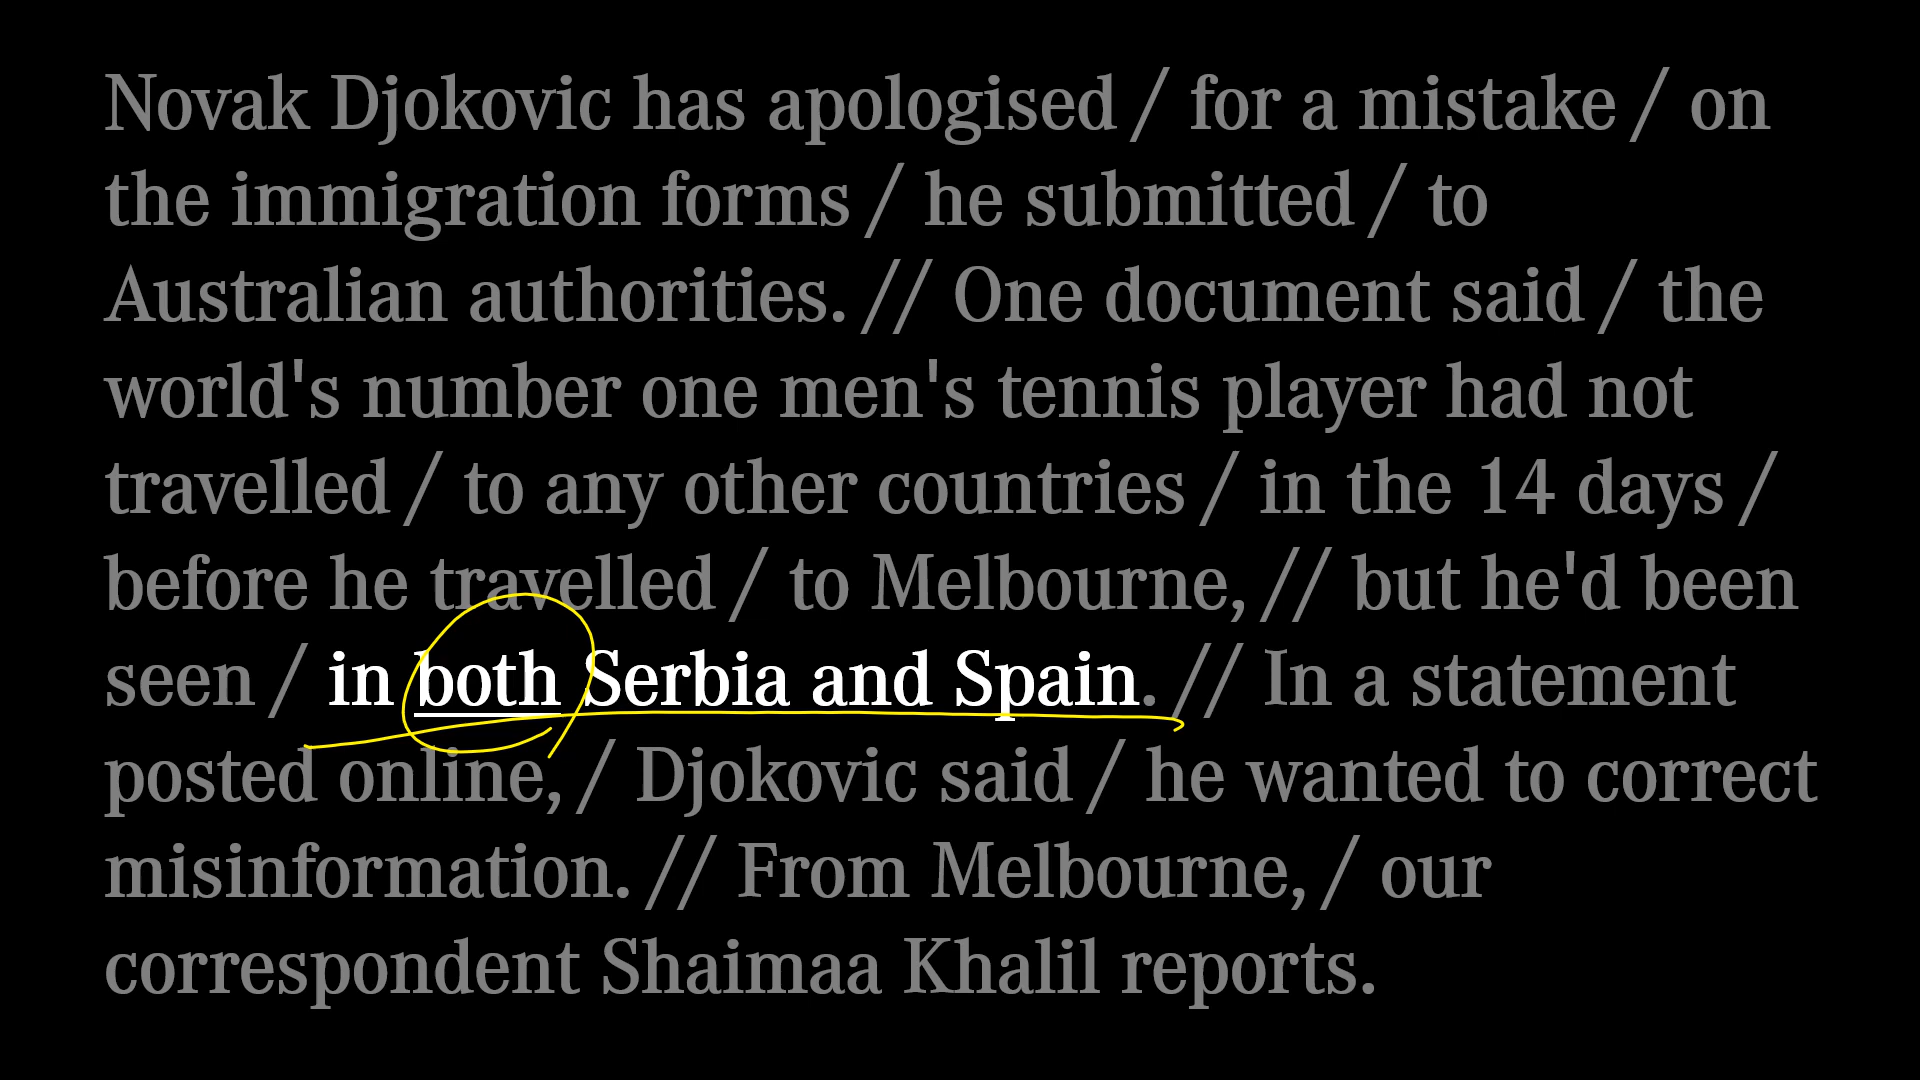 Novak Djokovic has apologised / for a mistake / on
the immigration forms / he submitted / to
Australian authorities. // One document said / the
world's number one men's tennis player had not
travelled / to any other countries / in the 14 days /
before he travelled / to Melbourne, // but he'd been
seen / in both Serbia and Spain. // In a statement
posted online, / Djokovic said / he wanted to correct
misinformation. // From Melbourne, / our
correspondent Shaimaa Khalil reports.